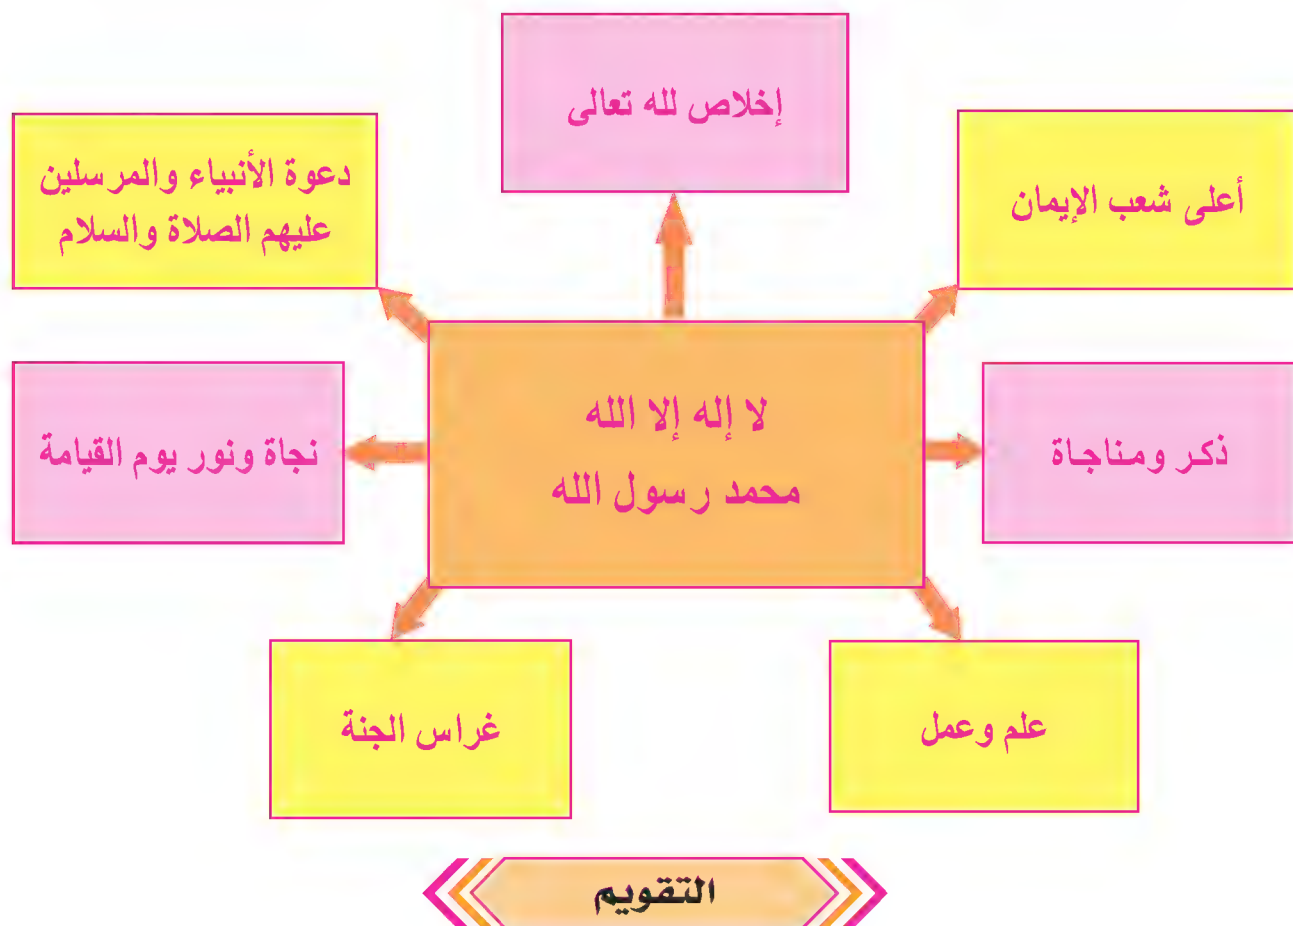 إخلاص لله تعالى
أعلى شعب الإيمان
دعوة الأنبياء والمرسلين
عليهم الصلاة والسلام
لا إله إلا الله
محمد رسول الله
ذكر ومناجاة
نجاة ونور يوم القيامة
علم وعمل
غراس الجنة
التقويم